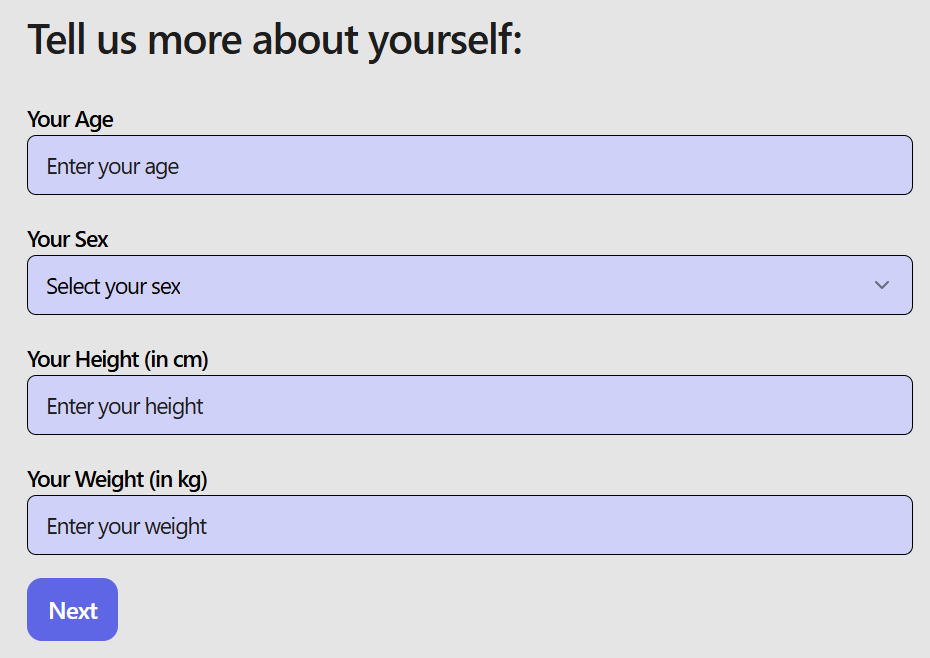 Tell us more about yourself:
Your Age
Enter your age
Your Sex
Select your sex
Your Height (in cm)
Enter your height
Your Weight (in kg)
Enter your weight
Next